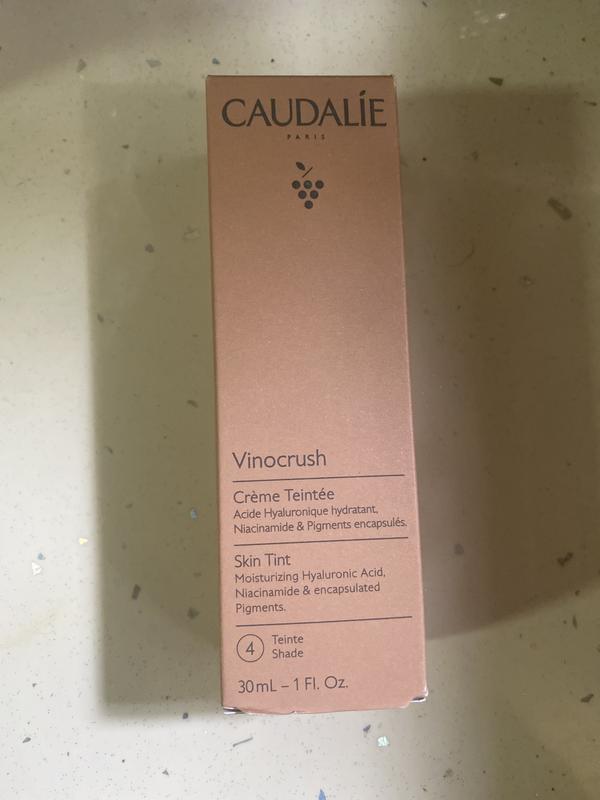 CAUDALÍE
PARIS
Vinocrush
Crème Teintée
Acide Hyaluronique hydratant,
Niacinamide & Pigments encapsulés.
Skin Tint
Moisturizing Hyaluronic Acid,
Niacinamide & encapsulated
Pigments.
4
Teinte
Shade
30mL – 1 Fl. Oz.